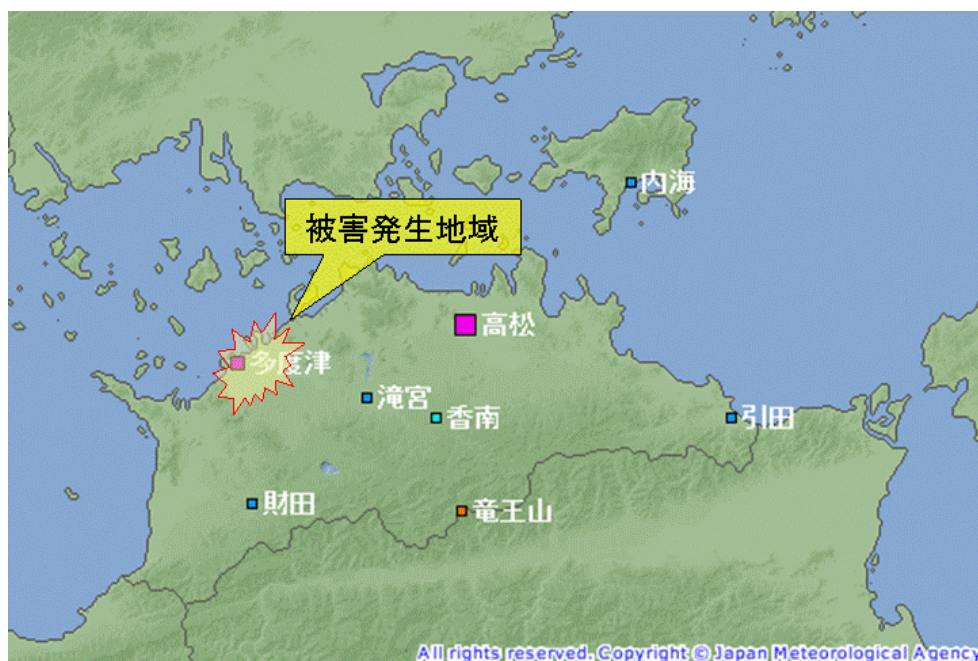 内海
被害発生地域
高松
多度津
滝宮
香南
引田
財田
竜王山
All rights reserved. Copyright © Japan Meteorological Agency